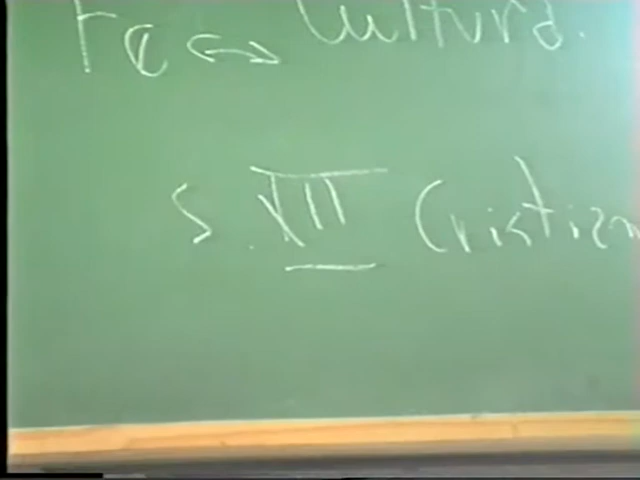 Fe ↔ Cultura.
S. XII Cristian